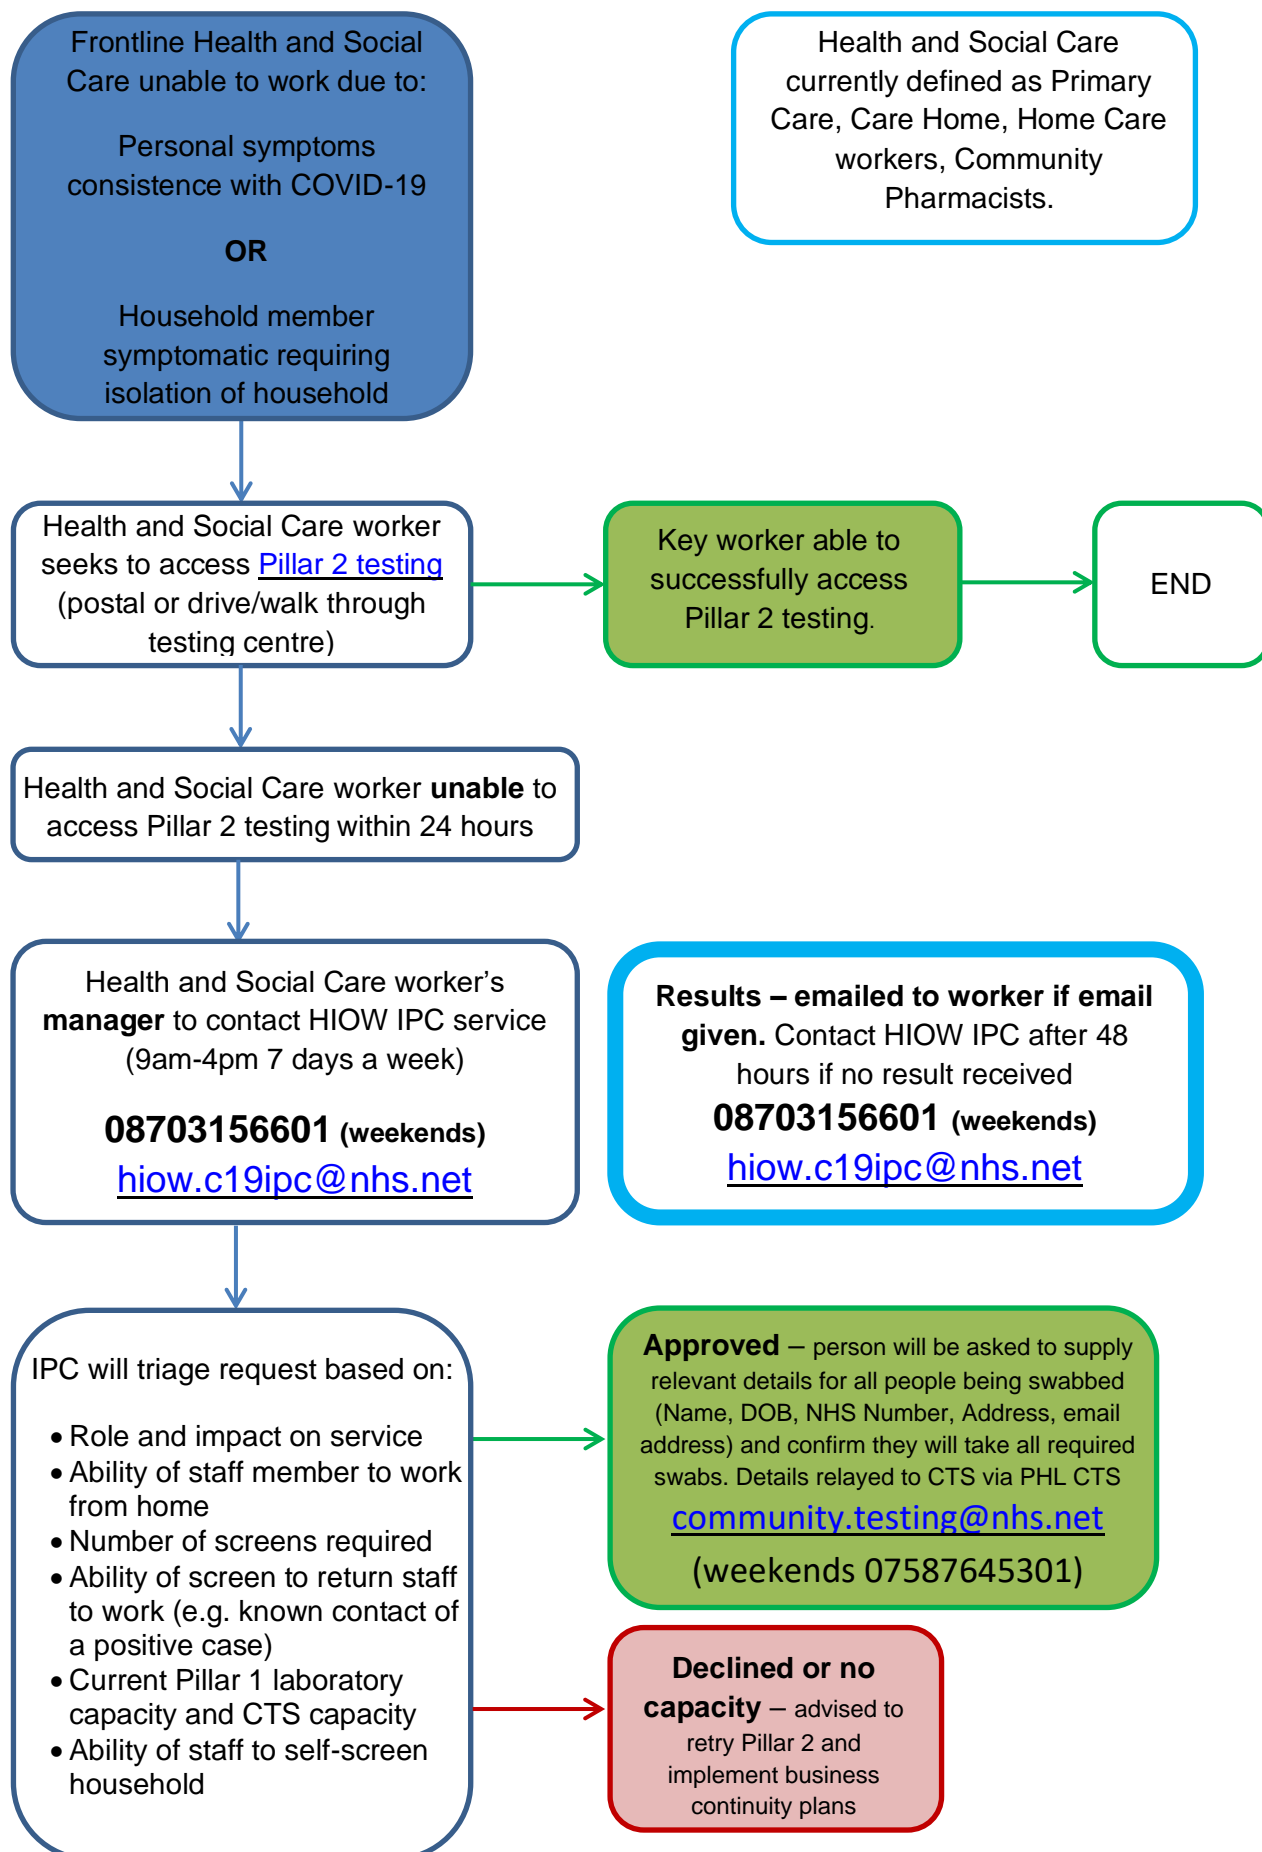 Frontline Health and Social
Care unable to work due to:
Personal symptoms
consistence with COVID-19
OR
Household member
symptomatic requiring
isolation of household
Health and Social Care
currently defined as Primary
Care, Care Home, Home Care
workers, Community
Pharmacists.
Health and Social Care worker
seeks to access Pillar 2 testing
(postal or drive/walk through
testing centre)
Key worker able to
successfully access
Pillar 2 testing.
END
Health and Social Care worker unable to
access Pillar 2 testing within 24 hours
Health and Social Care worker's
manager to contact HIOW IPC service
(9am-4pm 7 days a week)
08703156601 (weekends)
hiow.c19ipc@nhs.net
Results – emailed to worker if email
given. Contact HIOW IPC after 48
hours if no result received
08703156601 (weekends)
hiow.c19ipc@nhs.net
IPC will triage request based on:
• Role and impact on service
• Ability of staff member to work
from home
• Number of screens required
• Ability of screen to return staff
to work (e.g. known contact of
a positive case)
• Current Pillar 1 laboratory
capacity and CTS capacity
• Ability of staff to self-screen
household
Approved – person will be asked to supply
relevant details for all people being swabbed
(Name, DOB, NHS Number, Address, email
address) and confirm they will take all required
swabs. Details relayed to CTS via PHL CTS
community.testing@nhs.net
(weekends 07587645301)
Declined or no
capacity – advised to
retry Pillar 2 and
implement business
continuity plans